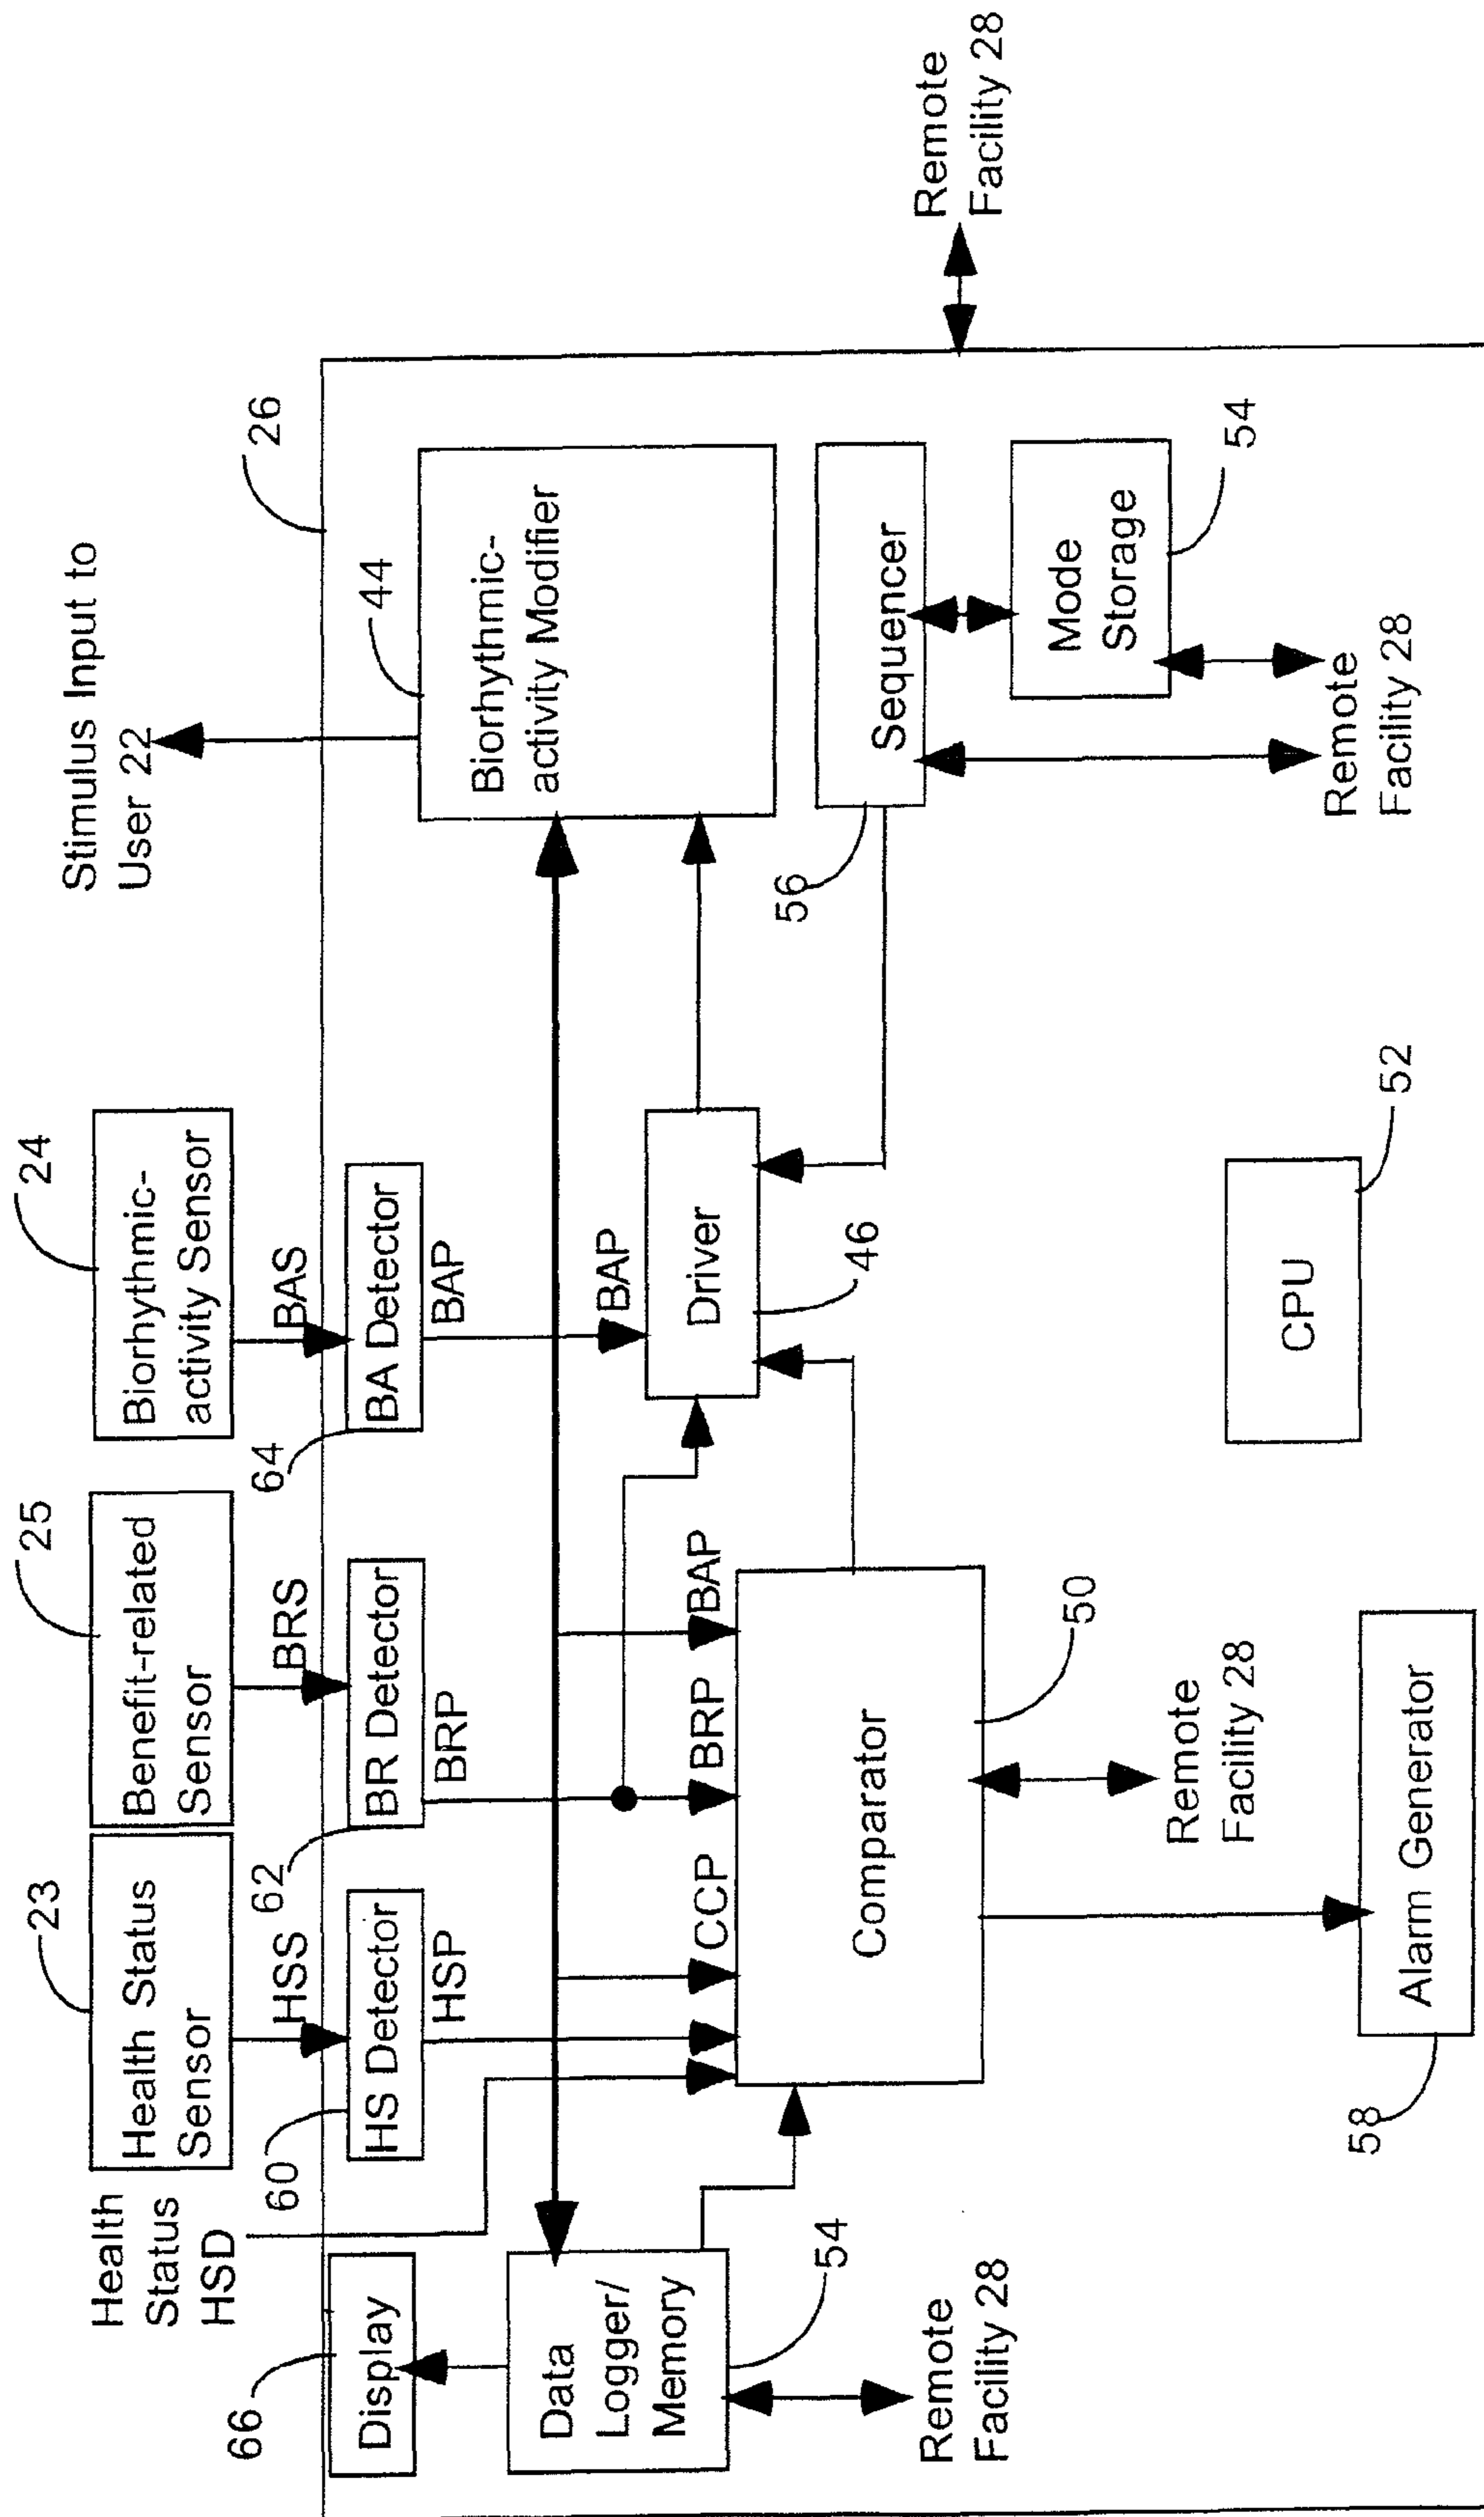 Health
Status
HSD
23
Health Status
Sensor
HSS
25
Benefit-related
Sensor
BRS
24
Biorhythmic-
activity Sensor
BAS
Stimulus Input to
User 22
26
66
Display
60
HS Detector
HSP
62
BR Detector
BRP
64
BA Detector
BAP
44
Biorhythmic-
activity Modifier
Data
Logger/
Memory
54
Remote
Facility 28
CCP
BRP
BAP
Comparator
50
Remote
Facility 28
BAP
Driver
46
56
Sequencer
Mode
Storage
54
Remote
Facility 28
Remote
Facility 28
58
Alarm Generator
CPU
52